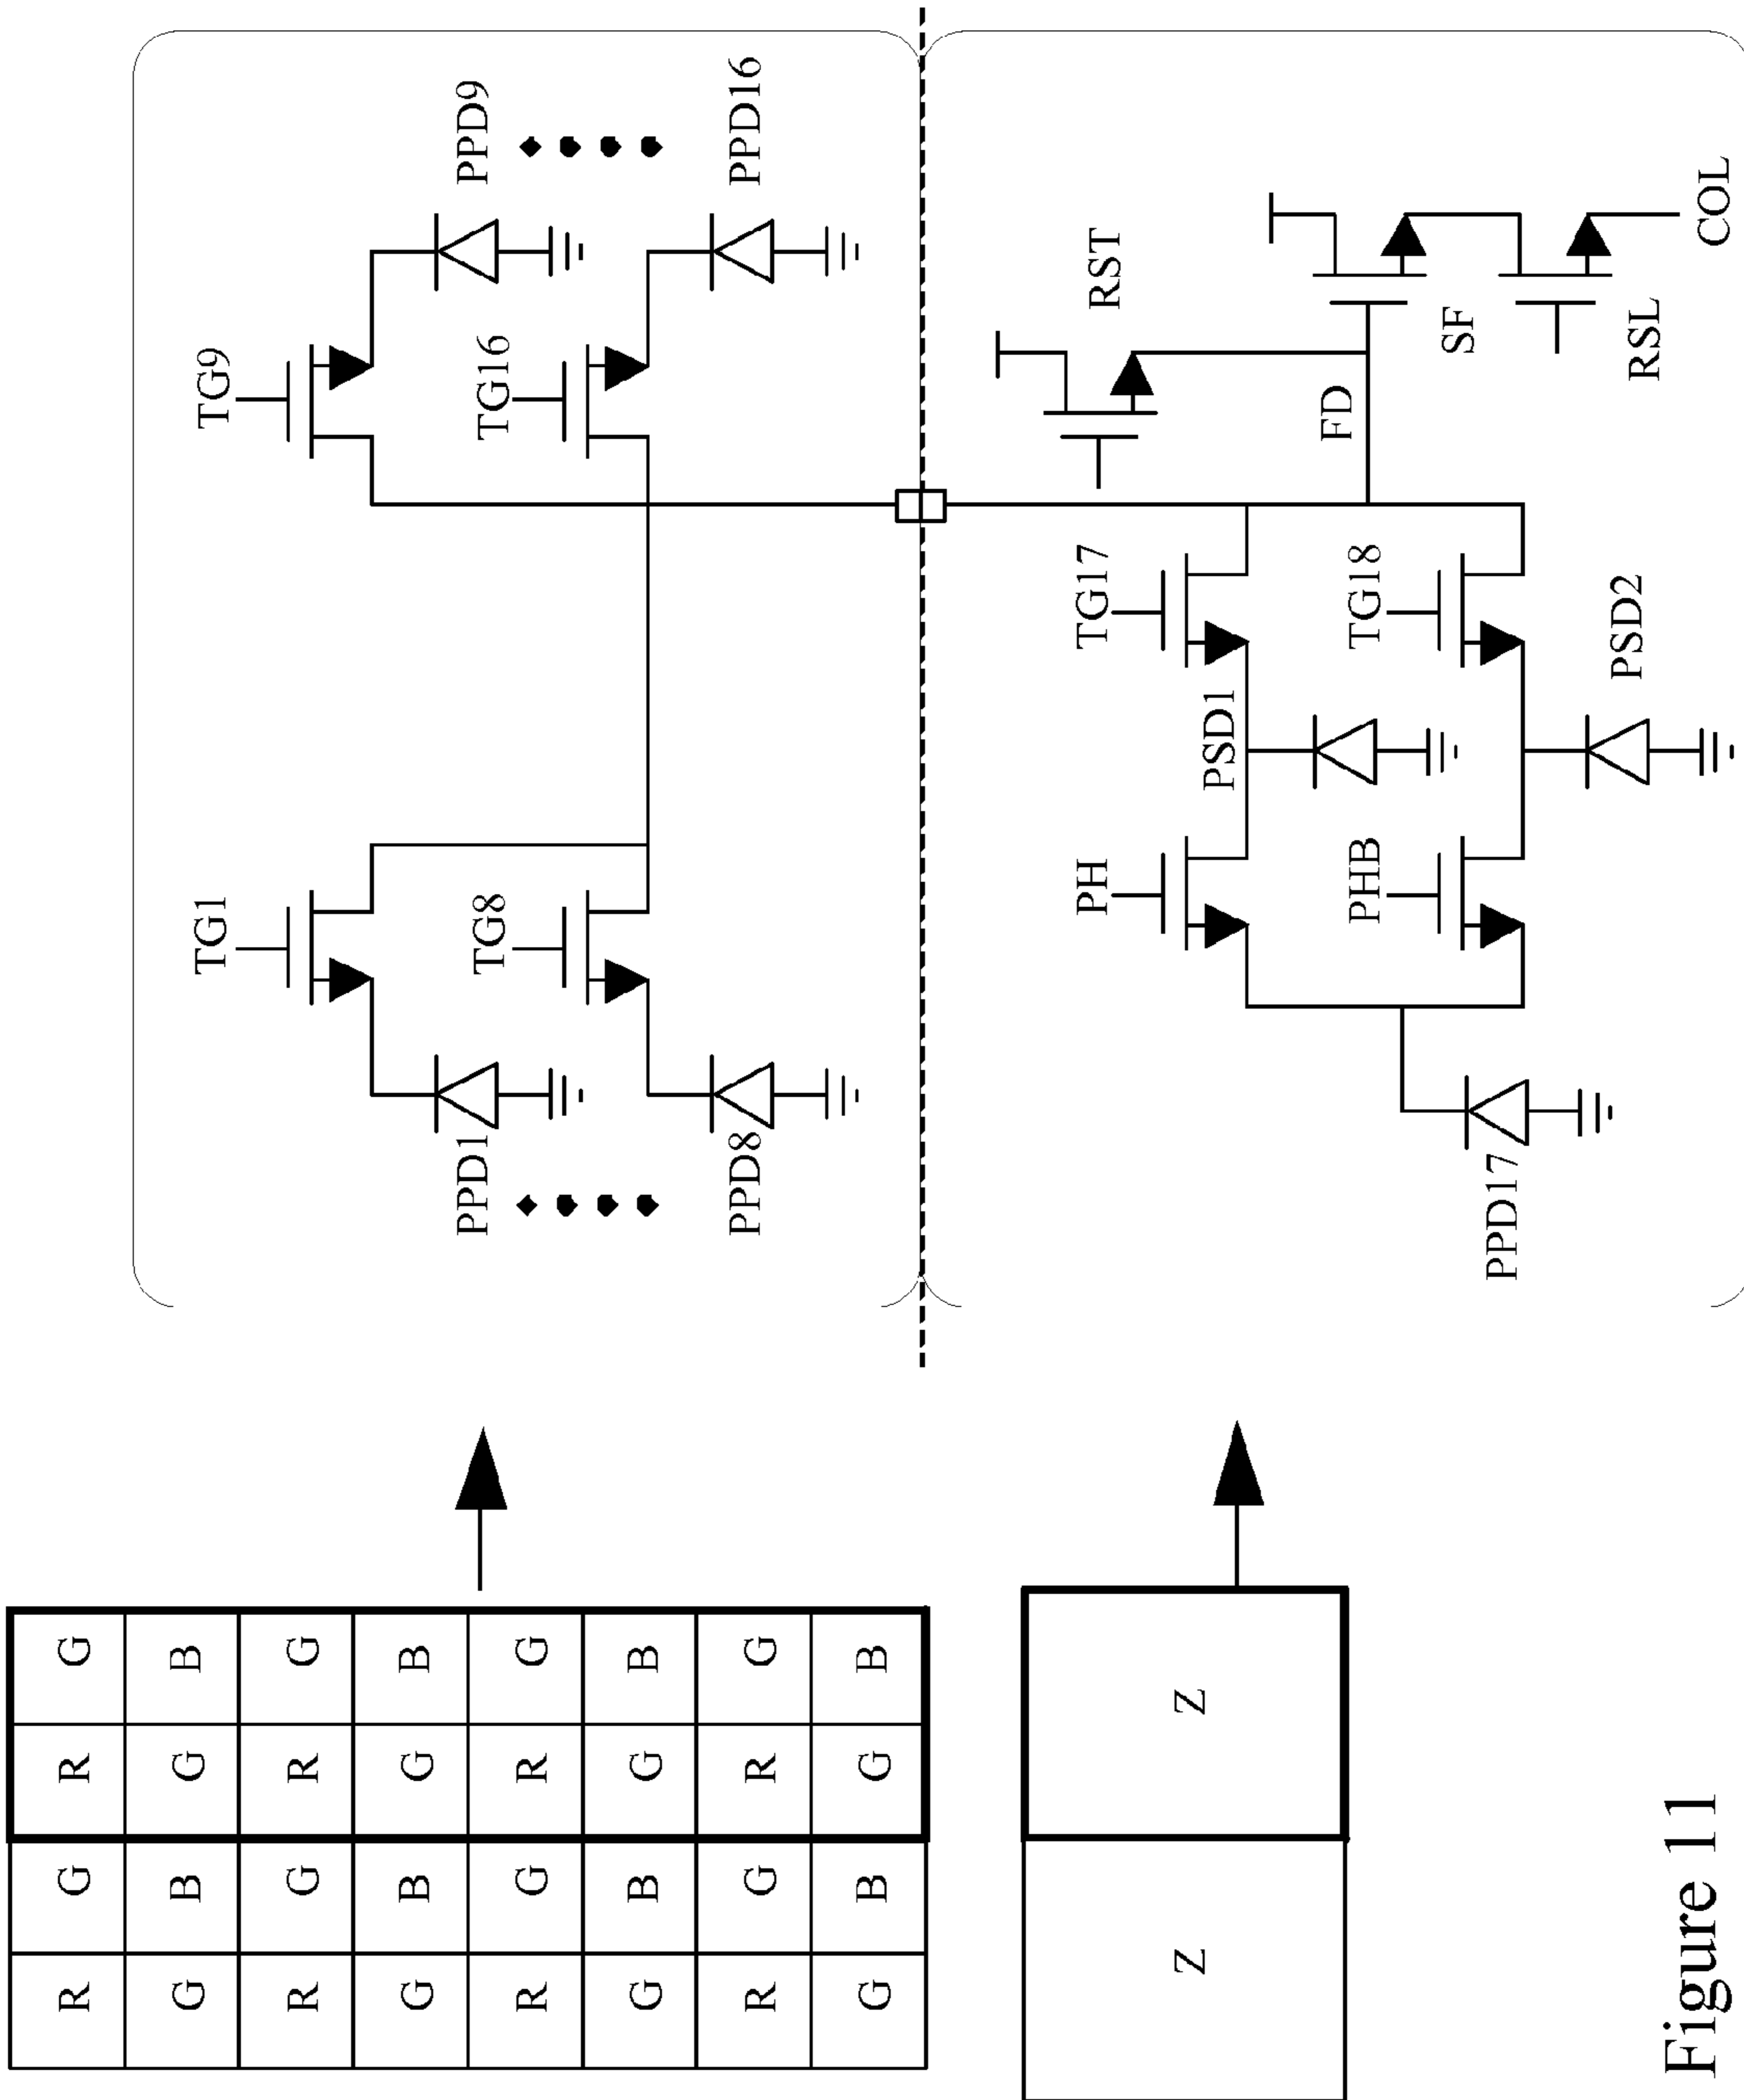 R G R G
G B G B
R G R G
G B G B
R G R G
G B G B
R G R G
G B G B
TG1 TG9
PPD1 PPD9
TG8 TG16
PPD8 PPD16
Z Z
PH TG17 RST
PSD1
FD
PHB TG18
SF
PPD17
PSD2
RSL
COL
Figure 11